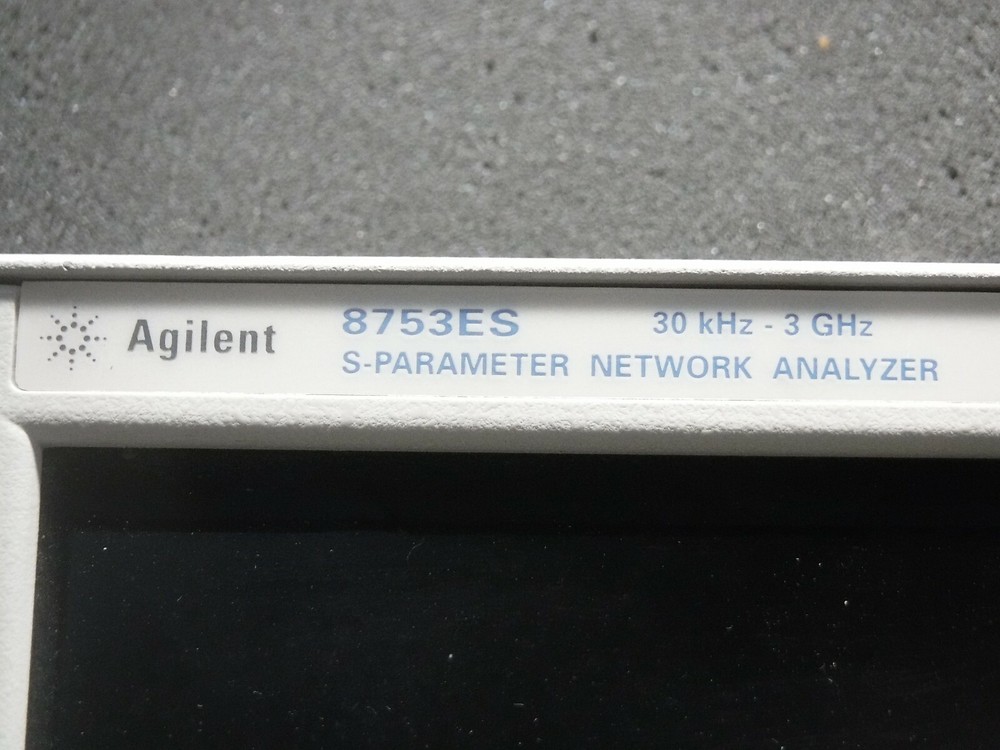 Agilent
8753ES 30 kHz - 3 GHz
S-PARAMETER NETWORK ANALYZER